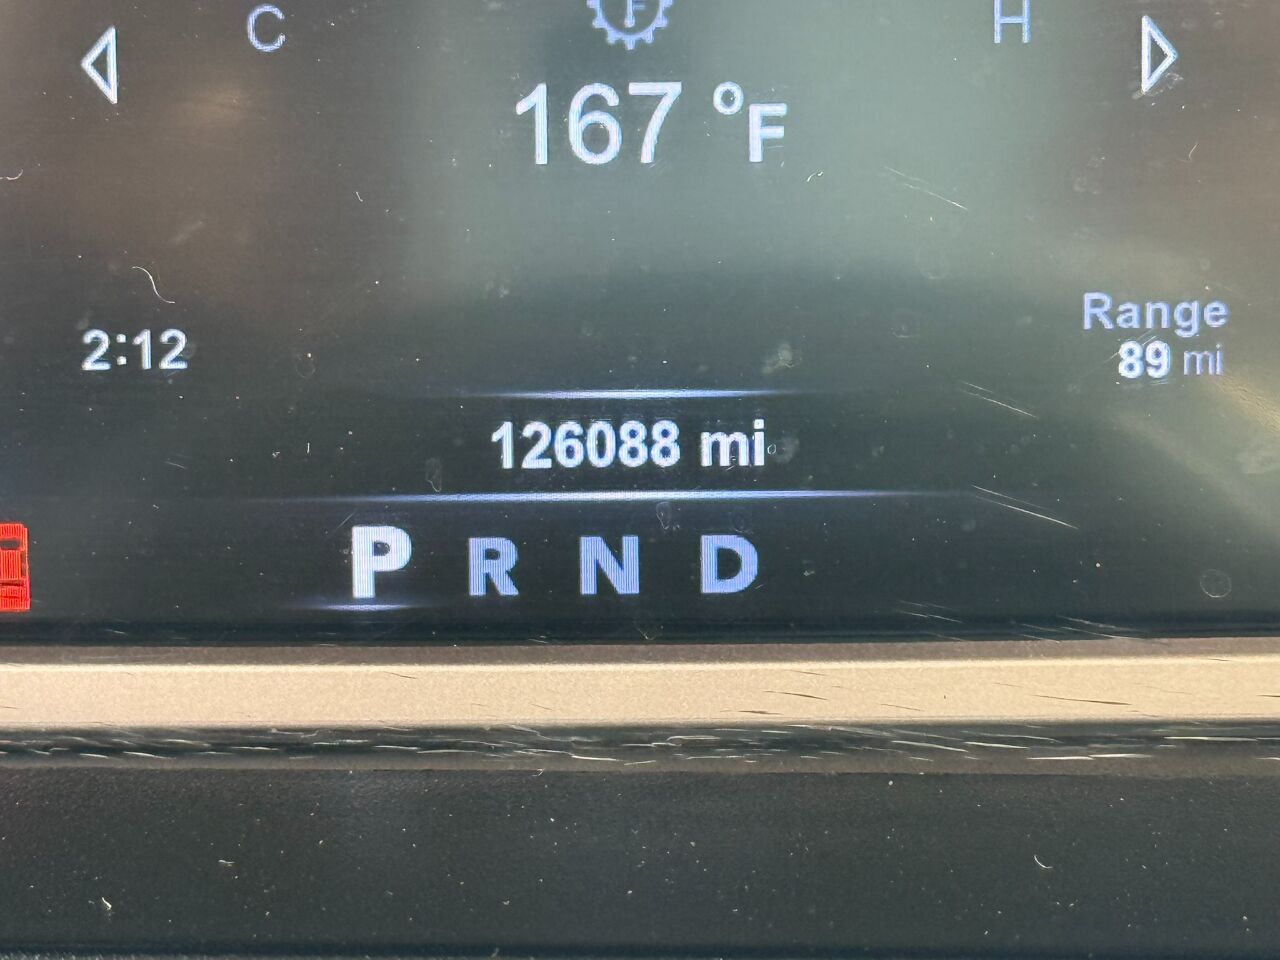 C H
167 °F
2:12
Range
89 mi
126088 mi
P R N D